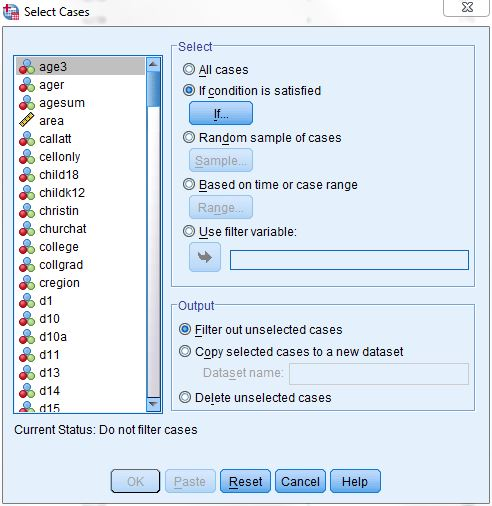 Select Cases
age3
ager
agesum
area
callatt
cellonly
child18
childk12
christin
churchat
college
collgrad
cregion
d1
d10
d10a
d11
d13
d14
d15
Select
All cases
If condition is satisfied
If...
Random sample of cases
Sample...
Based on time or case range
Range...
Use filter variable:
Output
Filter out unselected cases
Copy selected cases to a new dataset
Dataset name:
Delete unselected cases
Current Status: Do not filter cases
OK Paste Reset Cancel Help